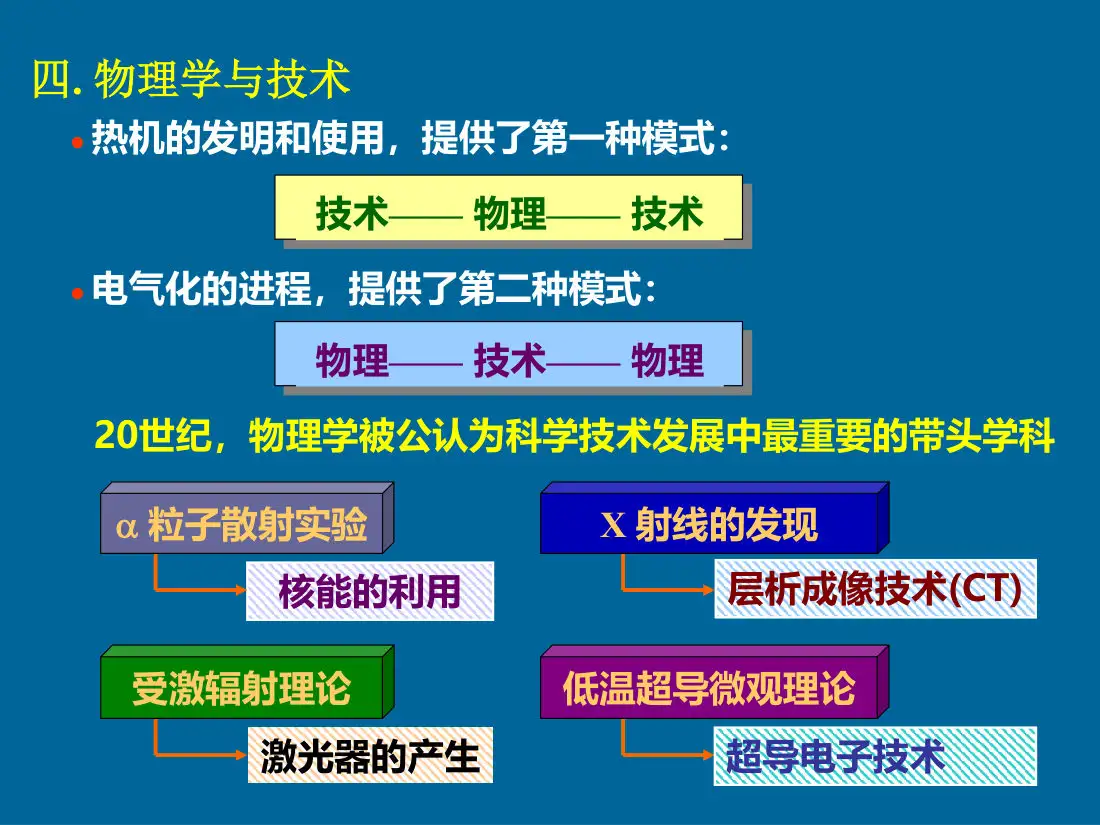 四. 物理学与技术
热机的发明和使用，提供了第一种模式：
技术—— 物理—— 技术
电气化的进程，提供了第二种模式：
物理—— 技术—— 物理
20世纪，物理学被公认为科学技术发展中最重要的带头学科
α 粒子散射实验
核能的利用
X 射线的发现
层析成像技术(CT)
受激辐射理论
激光器的产生
低温超导微观理论
超导电子技术